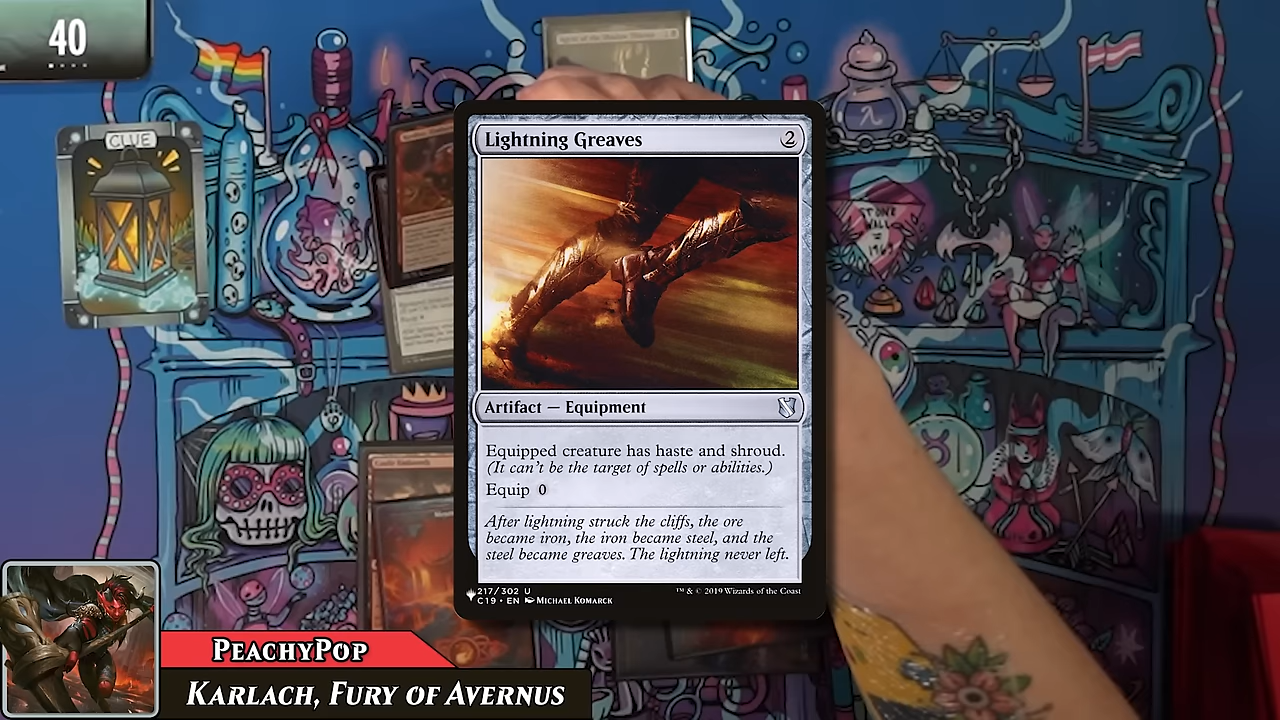 40
CLUE
Lightning Greaves 2
Artifact — Equipment
Equipped creature has haste and shroud.
(It can't be the target of spells or abilities.)
Equip 0
After lightning struck the cliffs, the ore
became iron, the iron became steel, and the
steel became greaves. The lightning never left.
217/302 U
C19 • EN MICHAEL KOMARCK
™ & © 2019 Wizards of the Coast
STONE
WALL
PEACHYPOP
KARLACH, FURY OF AVERNUS